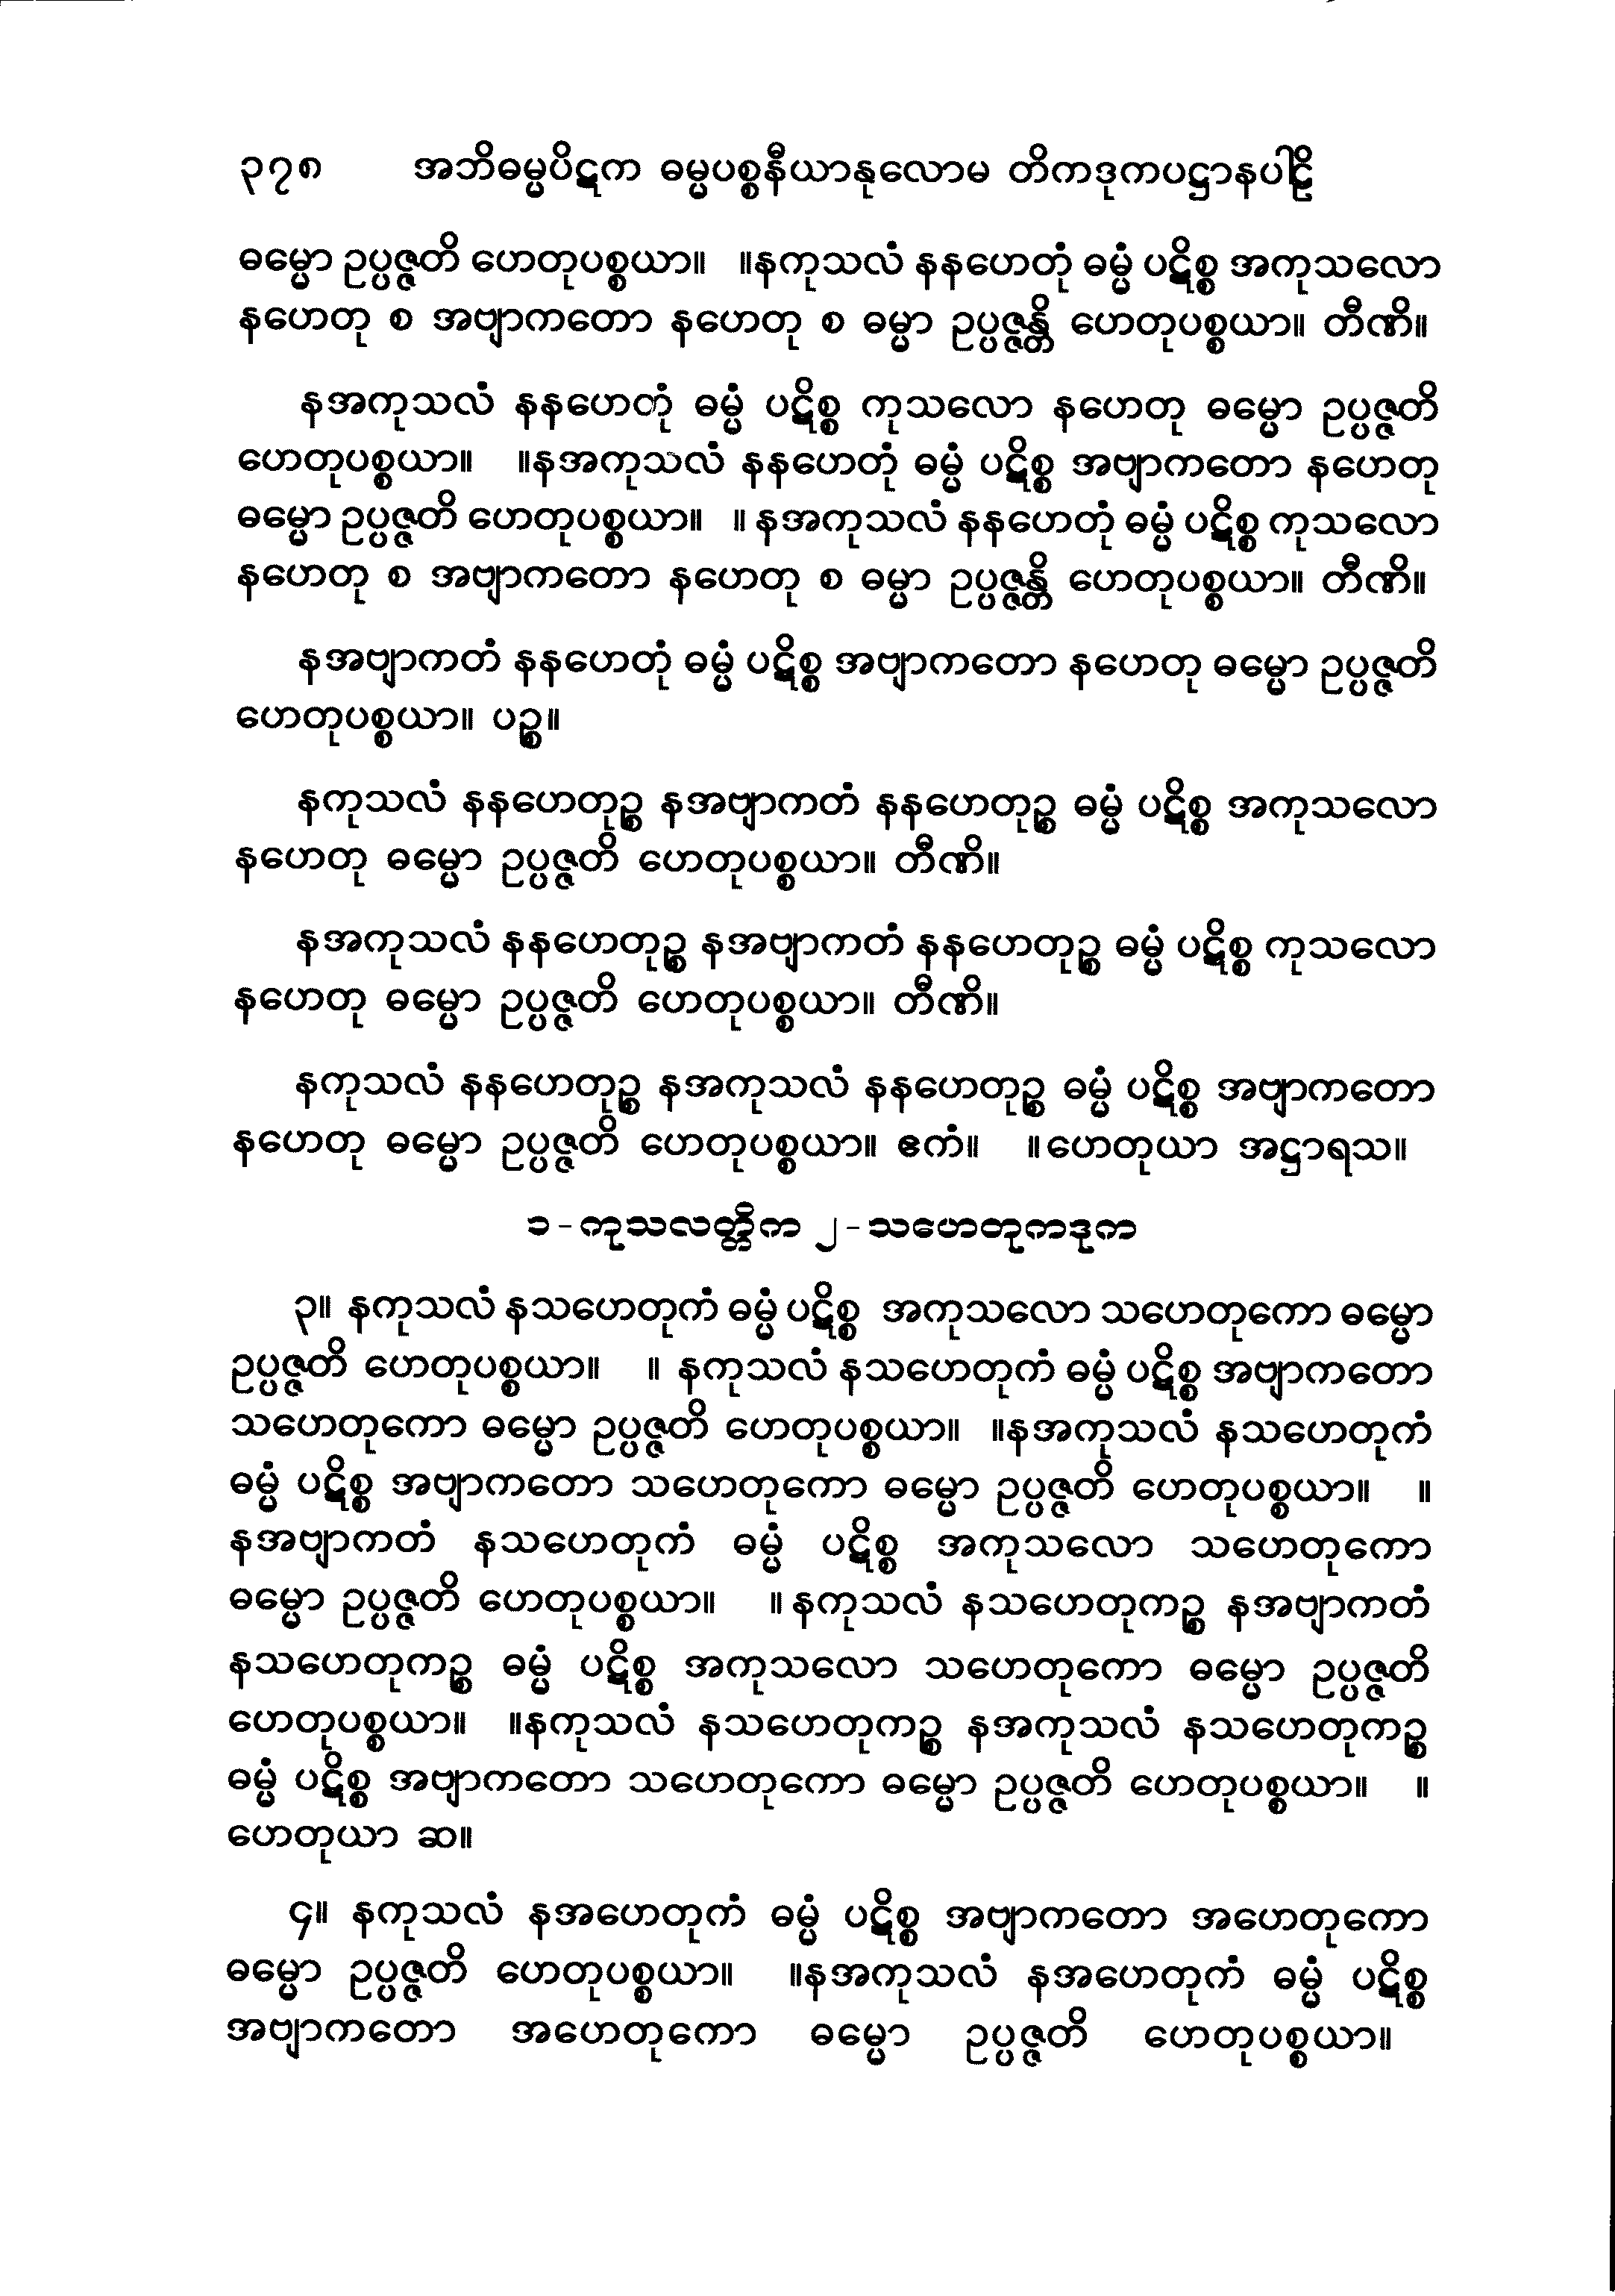 ၃၇၈ အဘိဓမ္မပိဋက ဓမ္မပစ္စနီယာနုလောမ တိကဒုကပဋ္ဌာနပါဠိ
ဓမ္မော ဥပ္ပဇ္ဇတိ ဟေတုပစ္စယာ။ ။နကုသလံ နနဟေတုံ ဓမ္မံ ပဋိစ္စ အကုသလော
နဟေတု စ အဗျာကတော နဟေတု စ ဓမ္မာ ဥပ္ပဇ္ဇန္တိ ဟေတုပစ္စယာ။ တီဏိ။
နအကုသလံ နနဟေတုံ ဓမ္မံ ပဋိစ္စ ကုသလော နဟေတု ဓမ္မော ဥပ္ပဇ္ဇတိ
ဟေတုပစ္စယာ။ ။နအကုသလံ နနဟေတုံ ဓမ္မံ ပဋိစ္စ အဗျာကတော နဟေတု
ဓမ္မော ဥပ္ပဇ္ဇတိ ဟေတုပစ္စယာ။ ။ နအကုသလံ နနဟေတုံ ဓမ္မံ ပဋိစ္စ ကုသလော
နဟေတု စ အဗျာကတော နဟေတု စ ဓမ္မာ ဥပ္ပဇ္ဇန္တိ ဟေတုပစ္စယာ။ တီဏိ။
နအဗျာကတံ နနဟေတုံ ဓမ္မံ ပဋိစ္စ အဗျာကတော နဟေတု ဓမ္မော ဥပ္ပဇ္ဇတိ
ဟေတုပစ္စယာ။ ပဉ္စ။
နကုသလံ နနဟေတုဉ္စ နအဗျာကတံ နနဟေတုဉ္စ ဓမ္မံ ပဋိစ္စ အကုသလော
နဟေတု ဓမ္မော ဥပ္ပဇ္ဇတိ ဟေတုပစ္စယာ။ တီဏိ။
နအကုသလံ နနဟေတုဉ္စ နအဗျာကတံ နနဟေတုဉ္စ ဓမ္မံ ပဋိစ္စ ကုသလော
နဟေတု ဓမ္မော ဥပ္ပဇ္ဇတိ ဟေတုပစ္စယာ။ တီဏိ။
နကုသလံ နနဟေတုဉ္စ နအကုသလံ နနဟေတုဉ္စ ဓမ္မံ ပဋိစ္စ အဗျာကတော
နဟေတု ဓမ္မော ဥပ္ပဇ္ဇတိ ဟေတုပစ္စယာ။ ဧကံ။ ။ဟေတုယာ အဋ္ဌာရသ။
၁-ကုသလတ္တိက ၂-သဟေတုကဒုက
၃။ နကုသလံ နသဟေတုကံ ဓမ္မံ ပဋိစ္စ အကုသလော သဟေတုကော ဓမ္မော
ဥပ္ပဇ္ဇတိ ဟေတုပစ္စယာ။ ။ နကုသလံ နသဟေတုကံ ဓမ္မံ ပဋိစ္စ အဗျာကတော
သဟေတုကော ဓမ္မော ဥပ္ပဇ္ဇတိ ဟေတုပစ္စယာ။ ။နအကုသလံ နသဟေတုကံ
ဓမ္မံ ပဋိစ္စ အဗျာကတော သဟေတုကော ဓမ္မော ဥပ္ပဇ္ဇတိ ဟေတုပစ္စယာ။ ။
နအဗျာကတံ နသဟေတုကံ ဓမ္မံ ပဋိစ္စ အကုသလော သဟေတုကော
ဓမ္မော ဥပ္ပဇ္ဇတိ ဟေတုပစ္စယာ။ ။နကုသလံ နသဟေတုကဉ္စ နအဗျာကတံ
နသဟေတုကဉ္စ ဓမ္မံ ပဋိစ္စ အကုသလော သဟေတုကော ဓမ္မော ဥပ္ပဇ္ဇတိ
ဟေတုပစ္စယာ။ ။နကုသလံ နသဟေတုကဉ္စ နအကုသလံ နသဟေတုကဉ္စ
ဓမ္မံ ပဋိစ္စ အဗျာကတော သဟေတုကော ဓမ္မော ဥပ္ပဇ္ဇတိ ဟေတုပစ္စယာ။ ။
ဟေတုယာ ဆ။
၄။ နကုသလံ နအဟေတုကံ ဓမ္မံ ပဋိစ္စ အဗျာကတော အဟေတုကော
ဓမ္မော ဥပ္ပဇ္ဇတိ ဟေတုပစ္စယာ။ ။နအကုသလံ နအဟေတုကံ ဓမ္မံ ပဋိစ္စ
အဗျာကတော အဟေတုကော ဓမ္မော ဥပ္ပဇ္ဇတိ ဟေတုပစ္စယာ။